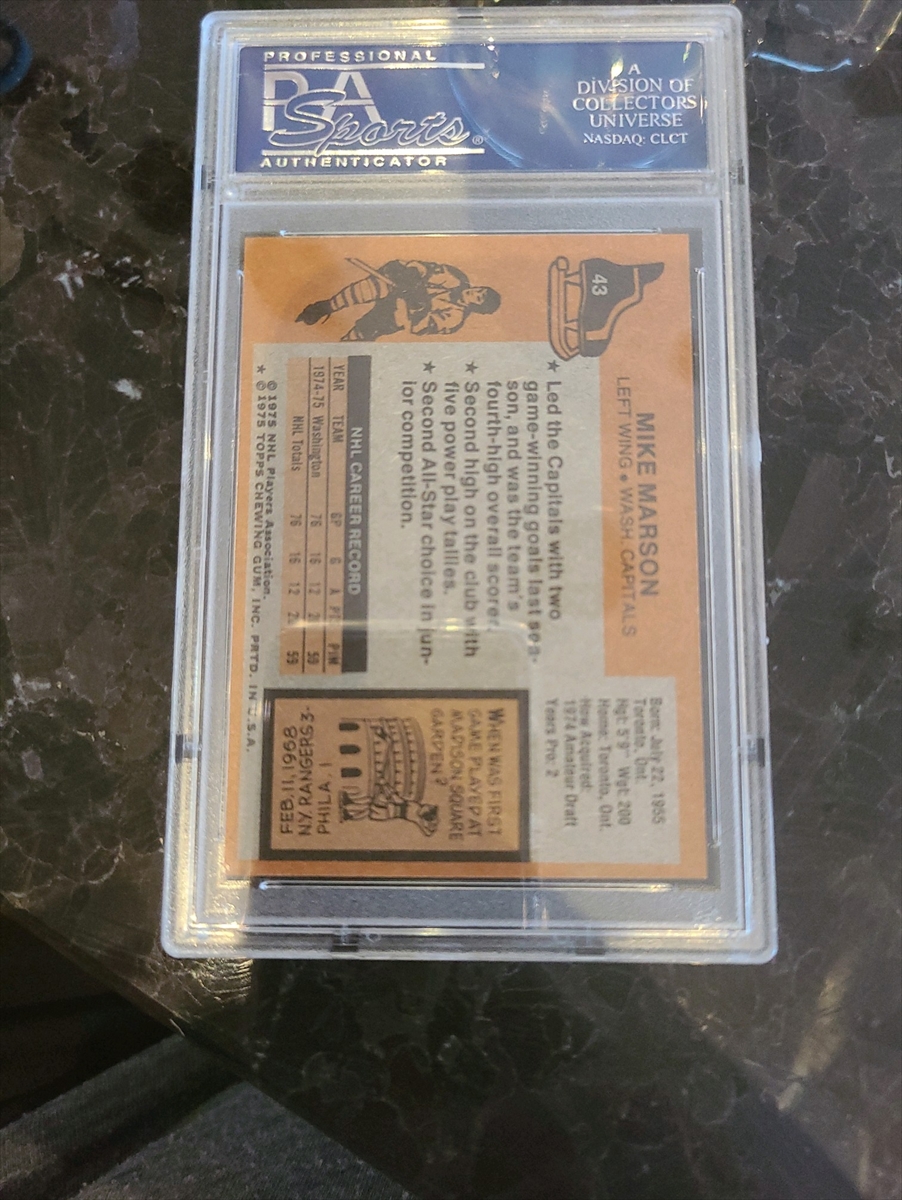 PROFESSIONAL
PSA
Sports®
AUTHENTICATOR
A
DIVISION OF
COLLECTORS
UNIVERSE
NASDAQ: CLCT
43
MIKE MARSON
LEFT WING • WASH. CAPITALS
★ Led the Capitals with two
game-winning goals last sea-
son, and was the team's
fourth-high overall scorer.
★ Second high on the club with
five power play tallies.
★ Second All-Star choice in jun-
ior competition.
Born: July 22, 1955
Toronto, Ont.
Hgt: 5'9" Wgt: 200
Home: Toronto, Ont.
How Acquired:
1974 Amateur Draft
Years Pro: 2
NHL CAREER RECORD
YEAR TEAM GP G A PTS PIM
1974-75 Washington 76 16 12 28 59
NHL Totals 76 16 12 28 59
WHEN WAS FIRST
GAME PLAYED AT
MADISON SQUARE
GARDEN?
FEB. 11, 1968
N.Y. RANGERS 3-
PHILA. 1
© 1975 NHL Players Association.
★ © 1975 TOPPS CHEWING GUM, INC. PRTD. IN U.S.A.